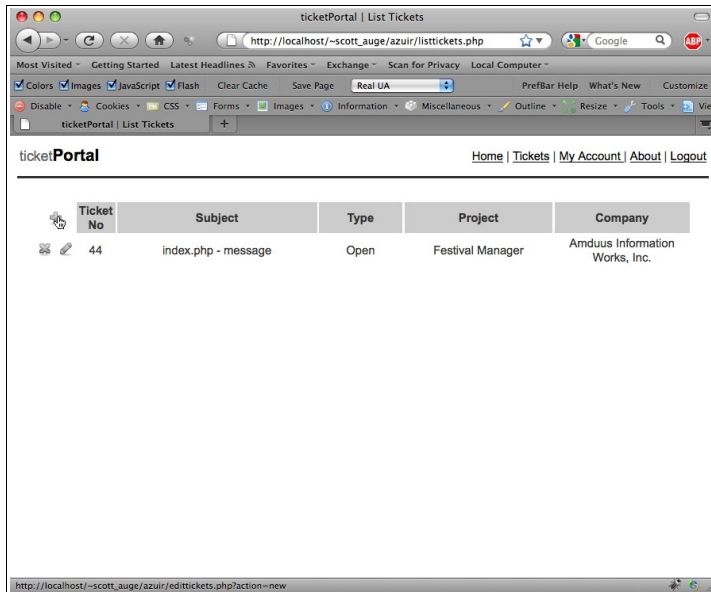 ticketPortal | List Tickets
http://localhost/~scott_auge/azuir/listtickets.php Google ABP
Most Visited Getting Started Latest Headlines Favorites Exchange Scan for Privacy Local Computer
Colors Images JavaScript Flash Clear Cache Save Page Real UA PrefBar Help What's New Customize
Disable Cookies CSS Forms Images Information Miscellaneous Outline Resize Tools Vie
ticketPortal | List Tickets +
ticketPortal Home | Tickets | My Account | About | Logout
Ticket No Subject Type Project Company
44 index.php - message Open Festival Manager Amduus Information Works, Inc.
http://localhost/~scott_auge/azuir/edittickets.php?action=new